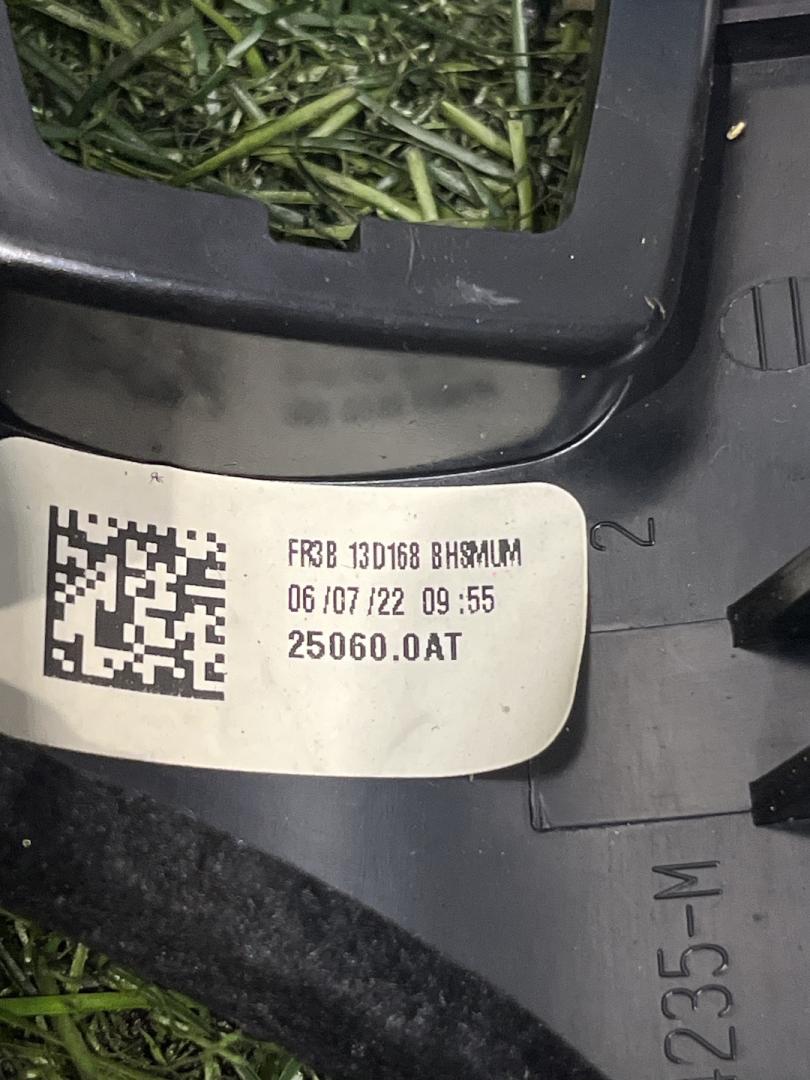 FR3B 13D168 BHSMUM
06/07/22 09:55
25060.0AT
2
235-M